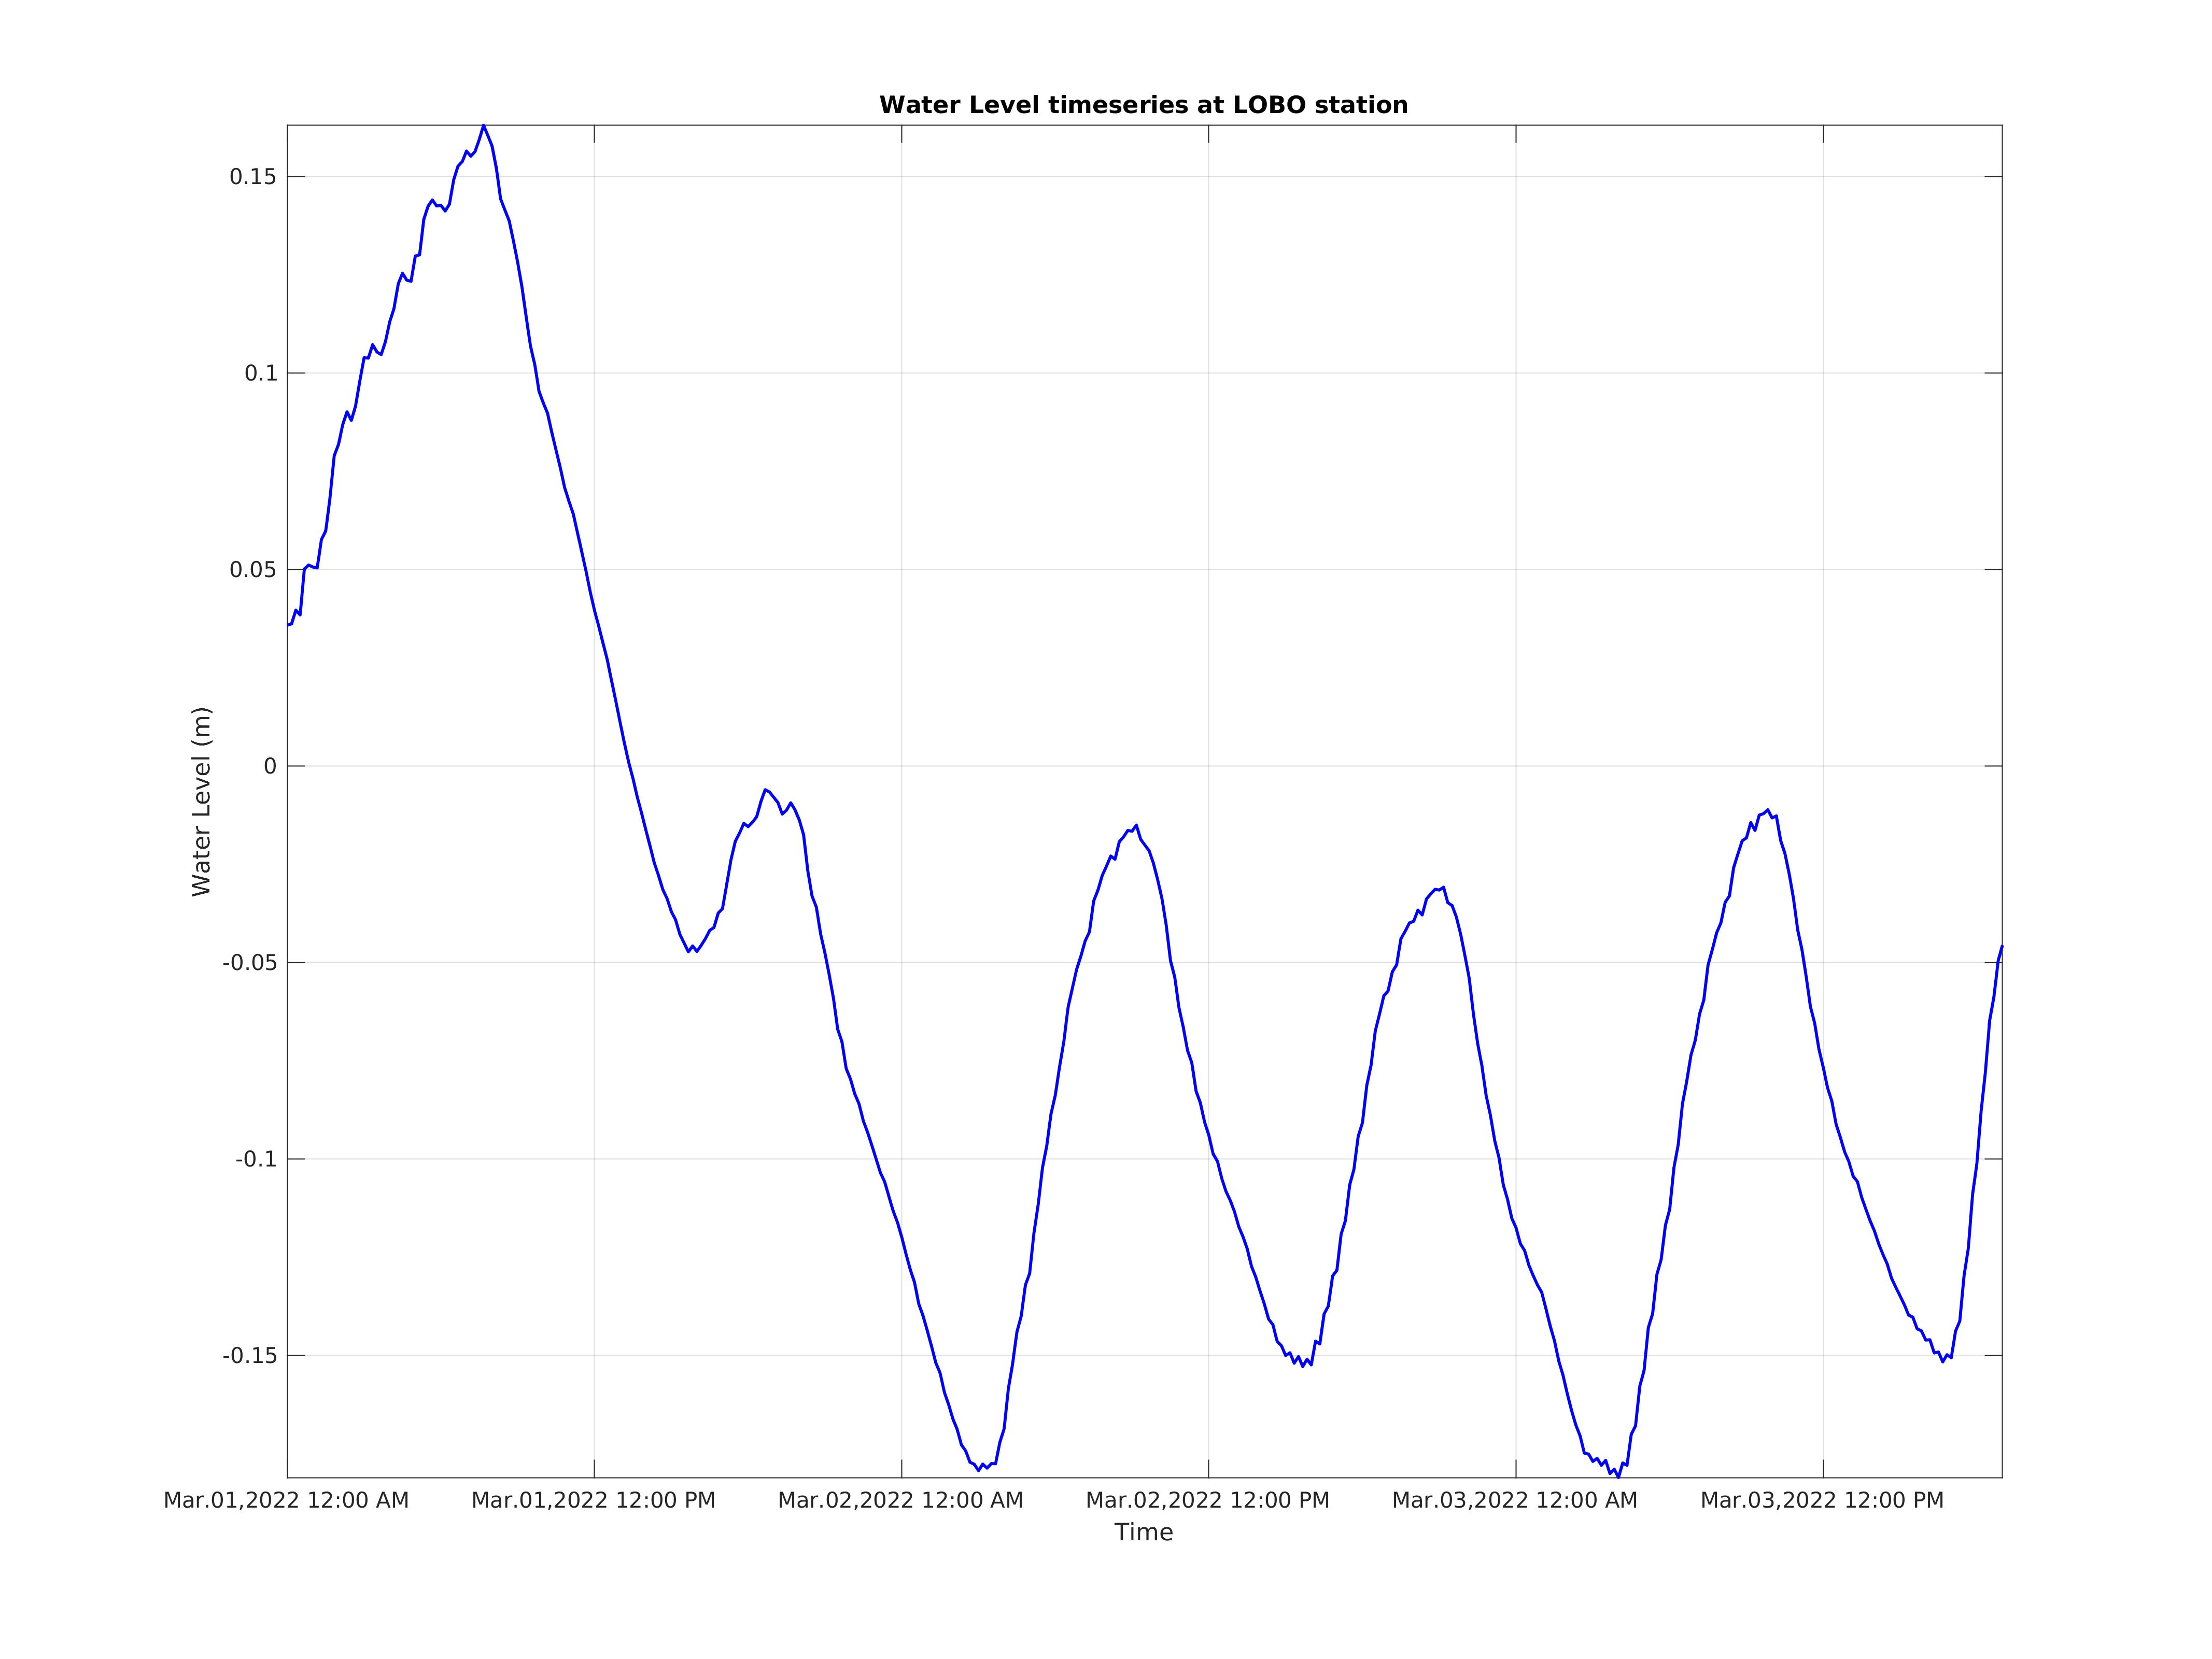 Water Level timeseries at LOBO station
0.15
0.1
0.05
0
-0.05
-0.1
-0.15
Water Level (m)
Mar.01,2022 12:00 AM
Mar.01,2022 12:00 PM
Mar.02,2022 12:00 AM
Mar.02,2022 12:00 PM
Mar.03,2022 12:00 AM
Mar.03,2022 12:00 PM
Time